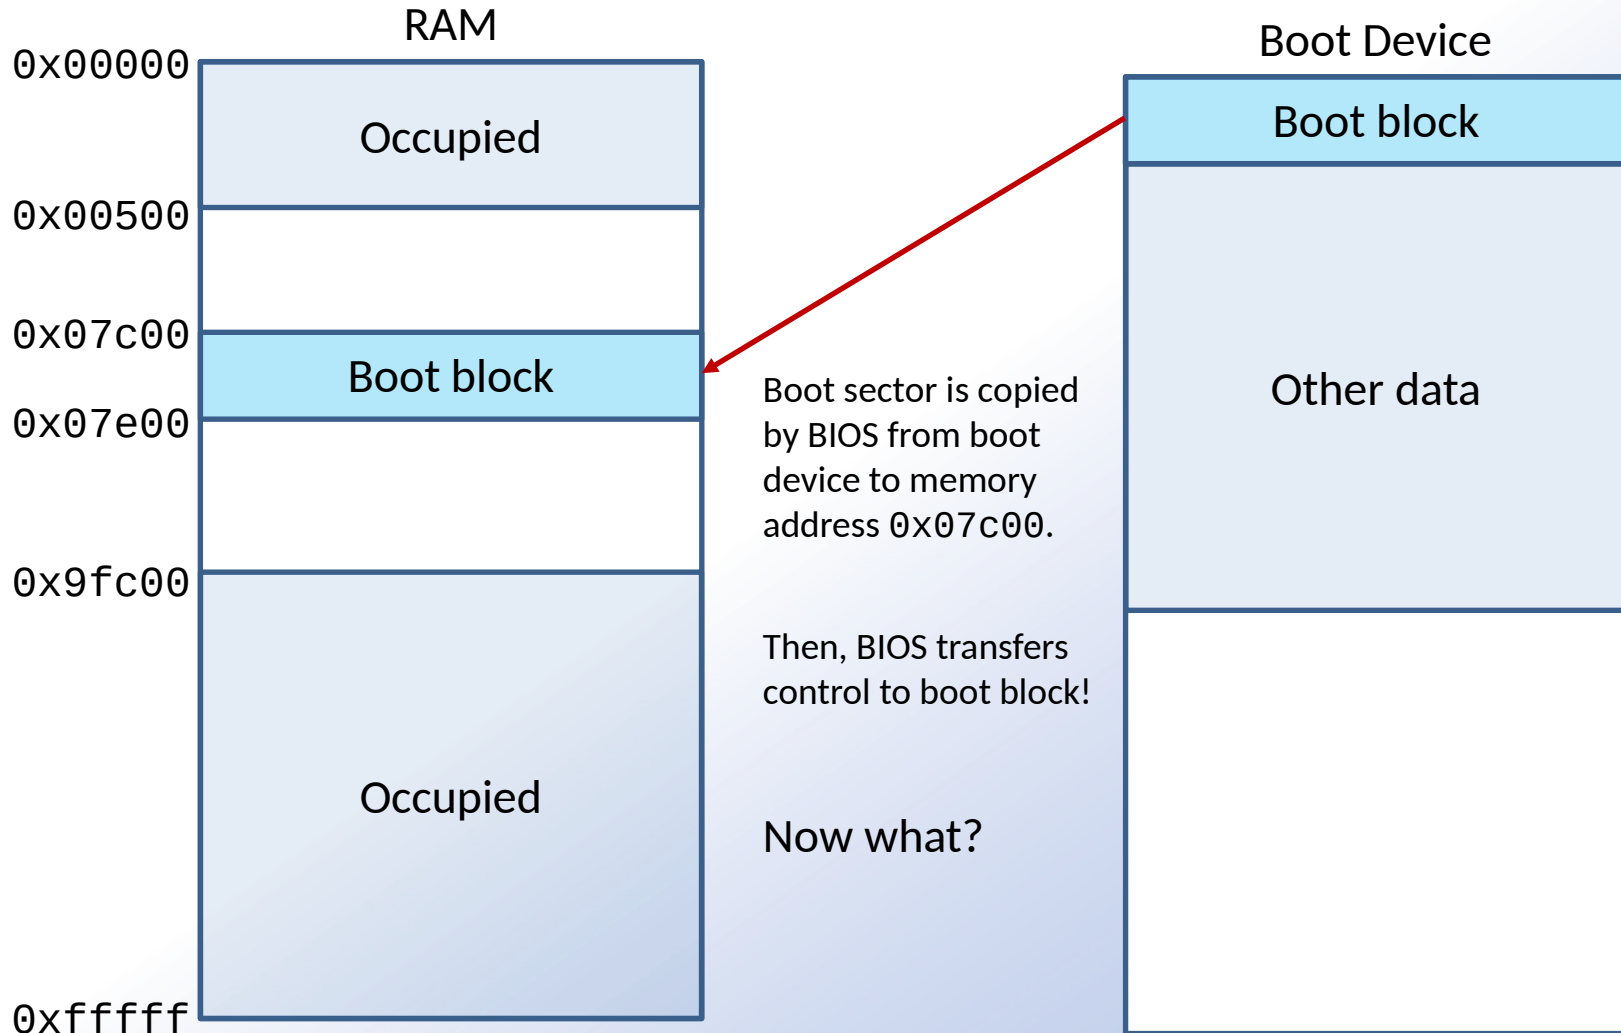 RAM
0x00000
Occupied
0x00500
0x07c00
Boot block
0x07e00
0x9fc00
Occupied
0xfffff
Boot sector is copied
by BIOS from boot
device to memory
address 0x07c00.
Then, BIOS transfers
control to boot block!
Now what?
Boot Device
Boot block
Other data